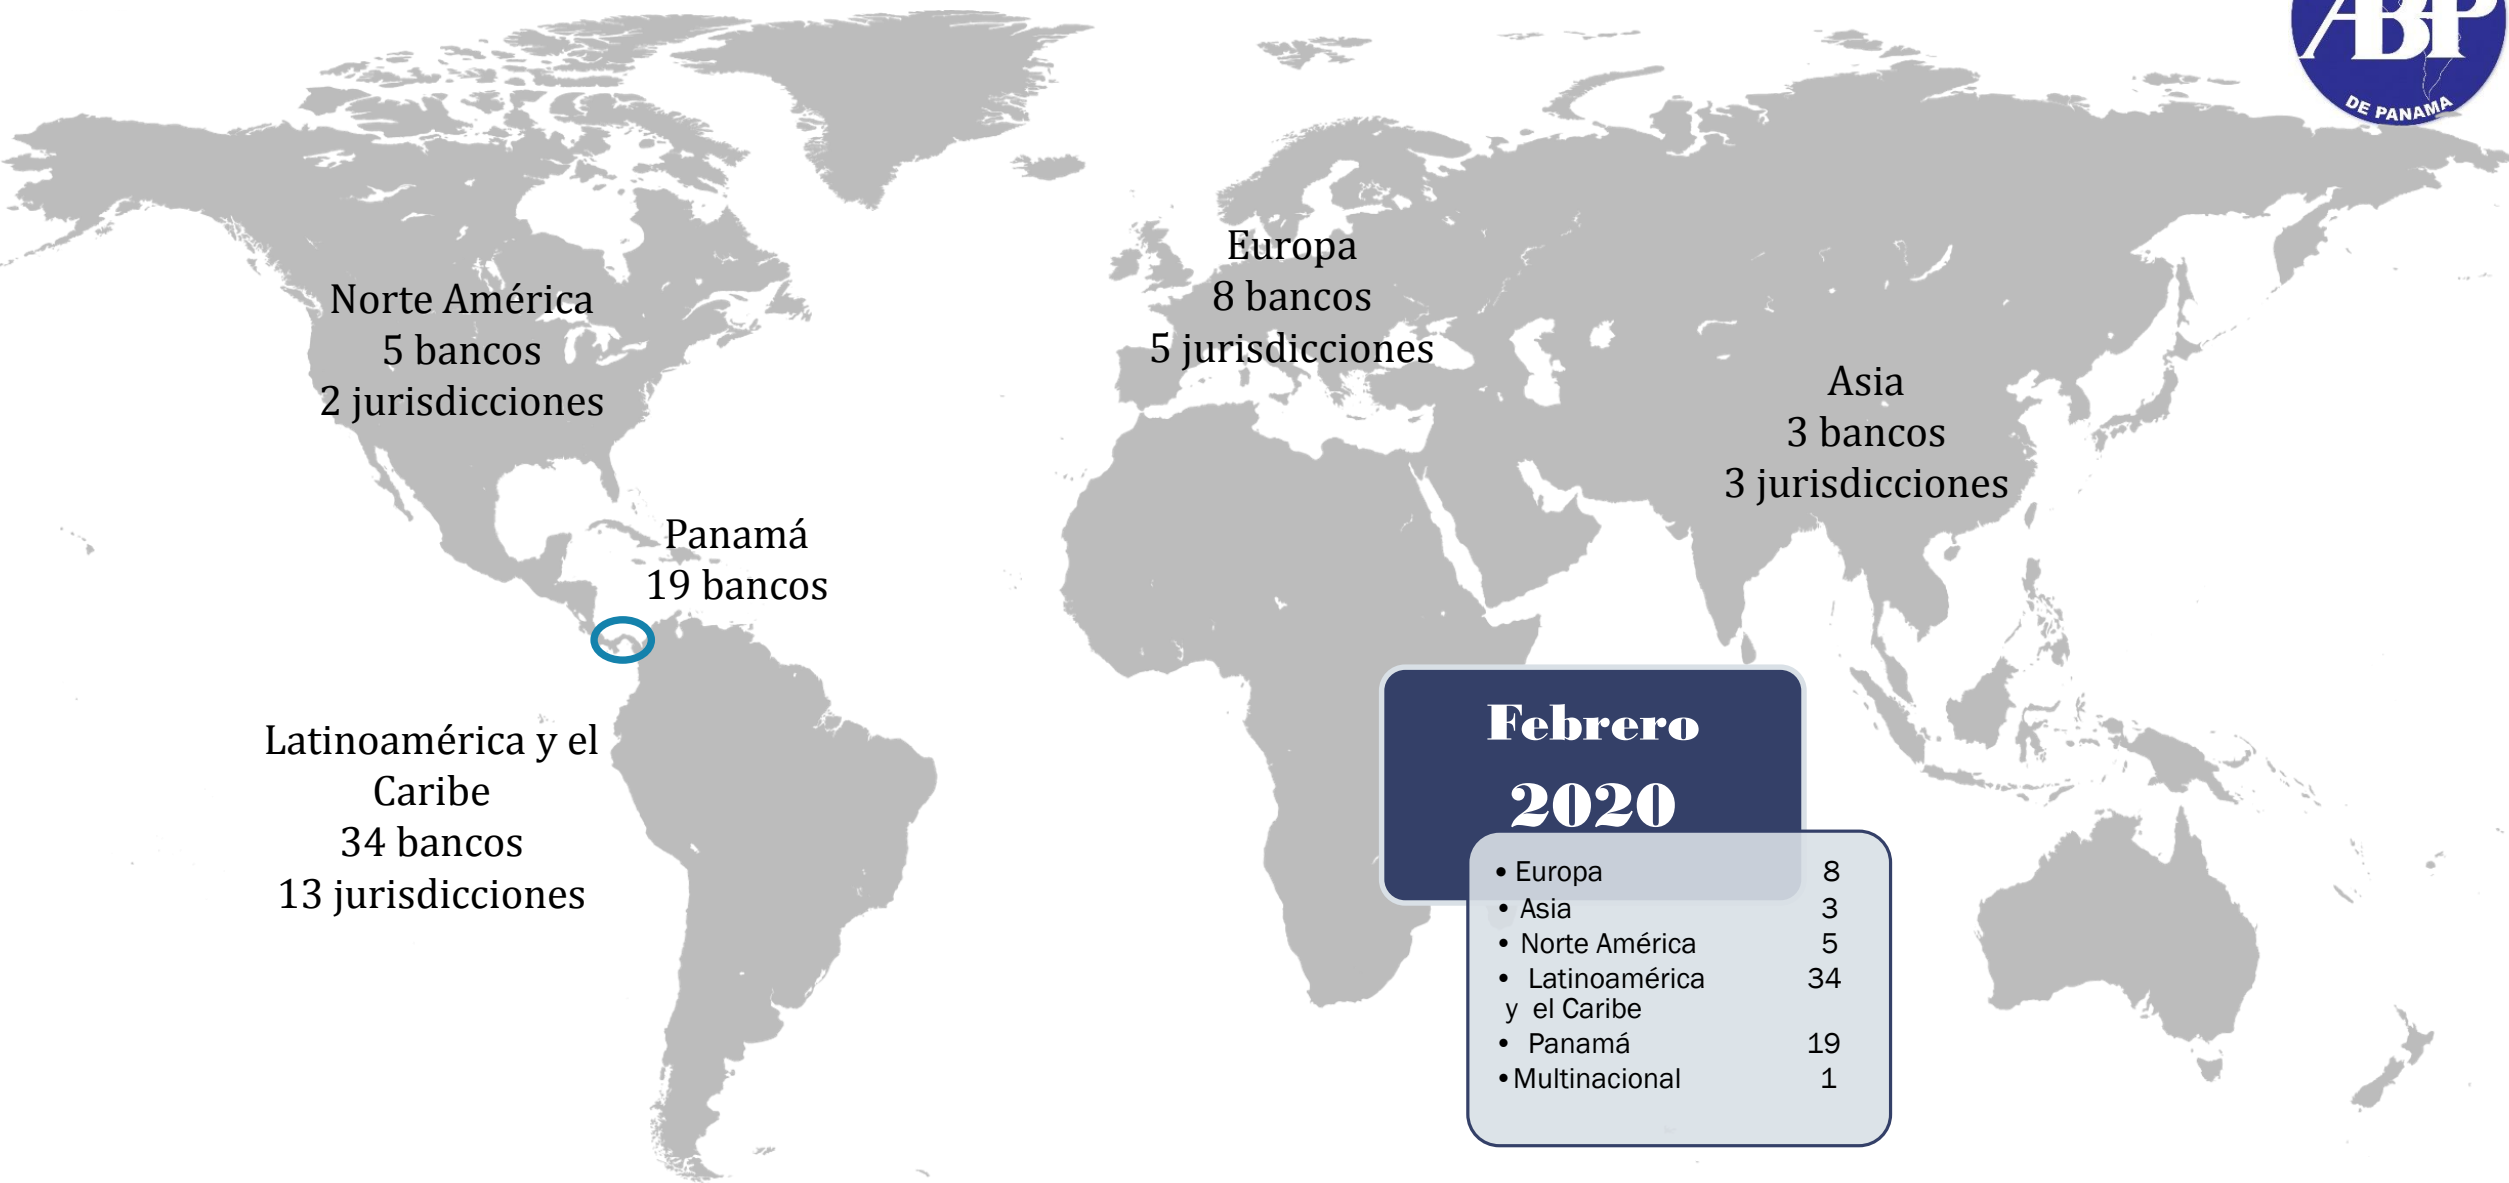 ABP
DE PANAMA
Europa
8 bancos
5 jurisdicciones
Norte América
5 bancos
2 jurisdicciones
Asia
3 bancos
3 jurisdicciones
Panamá
19 bancos
Latinoamérica y el
Caribe
34 bancos
13 jurisdicciones
Febrero
2020
• Europa 8
• Asia 3
• Norte América 5
• Latinoamérica 34
y el Caribe
• Panamá 19
• Multinacional 1